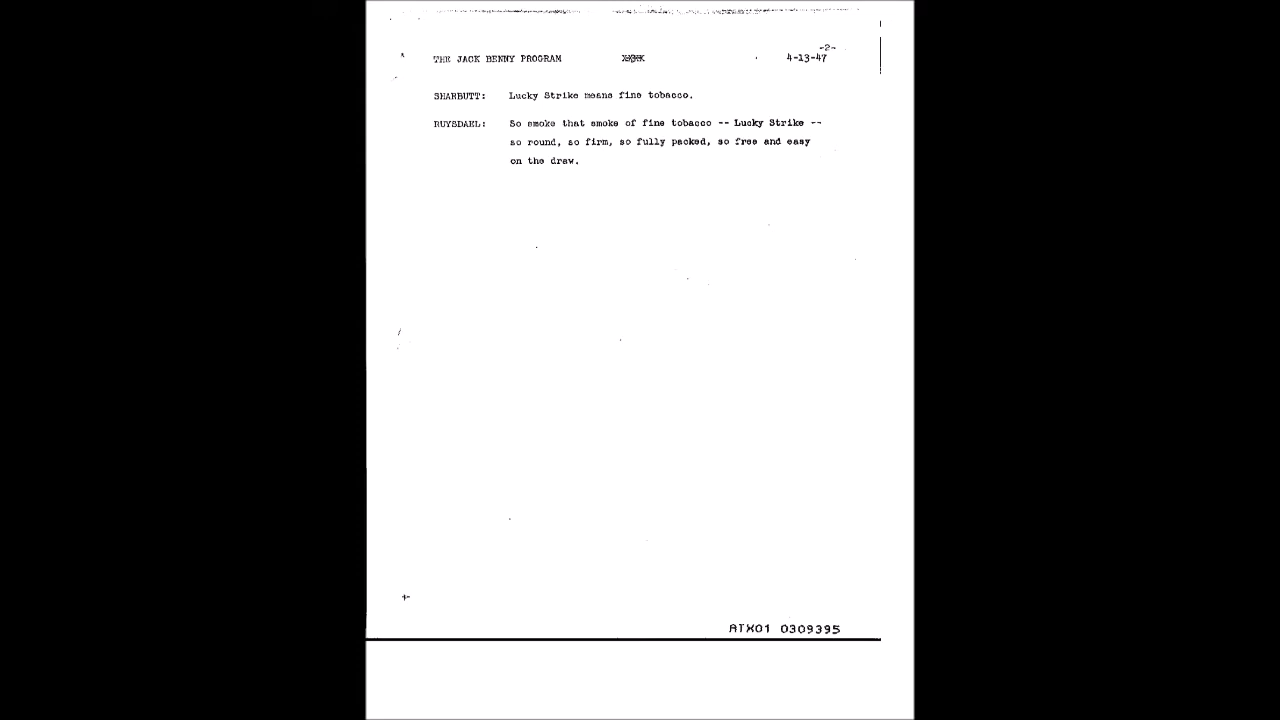 -2-
THE JACK BENNY PROGRAM 4-13-47
SHARBUTT: Lucky Strike means fine tobacco.
RUYSDAEL: So smoke that smoke of fine tobacco -- Lucky Strike --
so round, so firm, so fully packed, so free and easy
on the draw.
ATX01 0309395